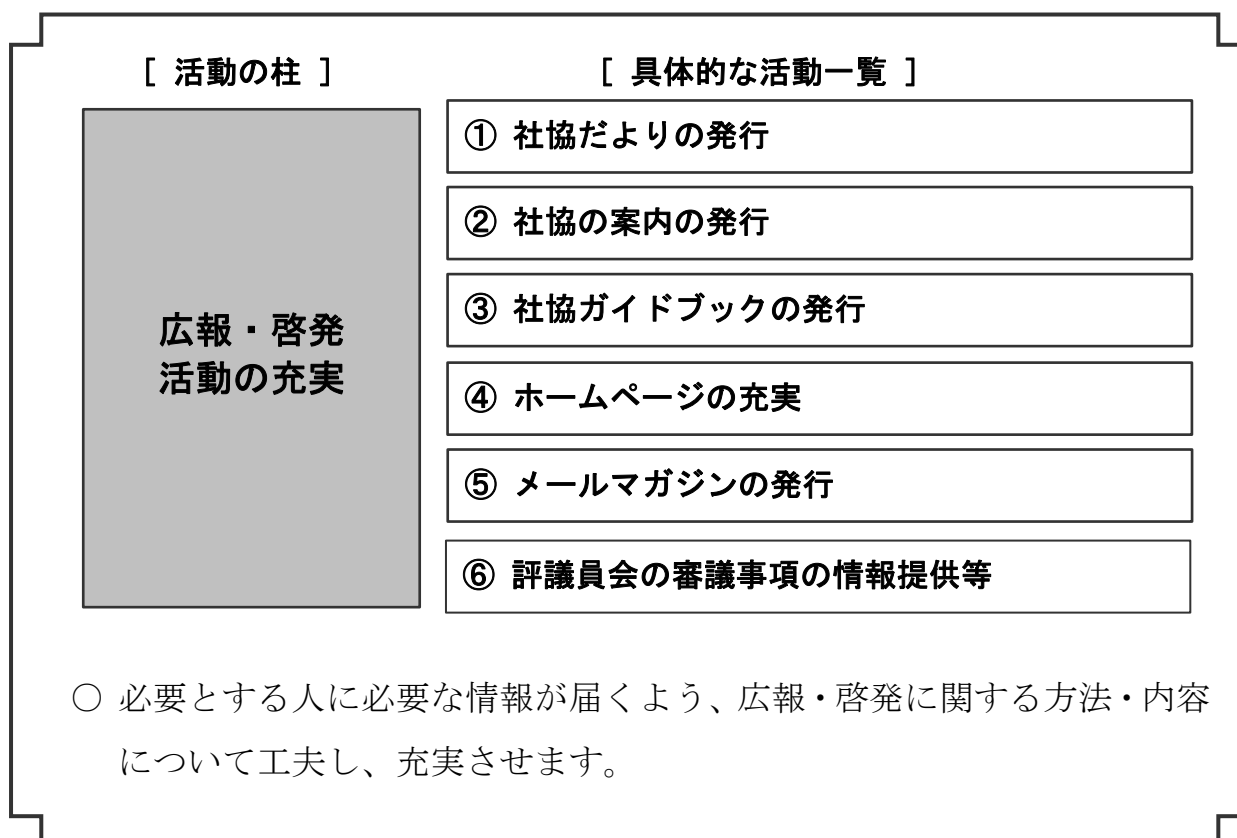 [ 活動の柱 ]
[ 具体的な活動一覧 ]
広報・啓発
活動の充実
① 社協だよりの発行
② 社協の案内の発行
③ 社協ガイドブックの発行
④ ホームページの充実
⑤ メールマガジンの発行
⑥ 評議員会の審議事項の情報提供等
○ 必要とする人に必要な情報が届くよう、広報・啓発に関する方法・内容
について工夫し、充実させます。